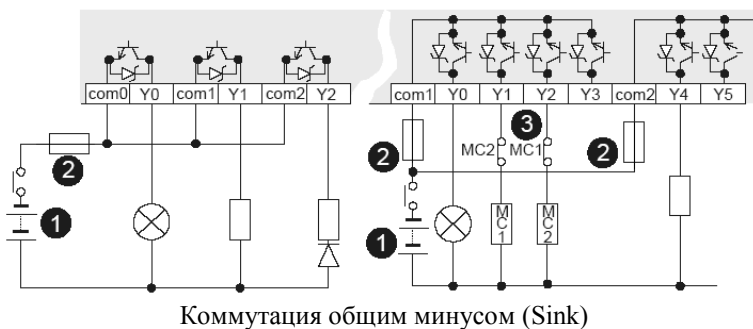 com0 Y0 com1 Y1 com2 Y2
com1 Y0 Y1 Y2 Y3 com2 Y4 Y5
3
2
MC2 MC1
2
2
1
MC1
MC2
1
Коммутация общим минусом (Sink)